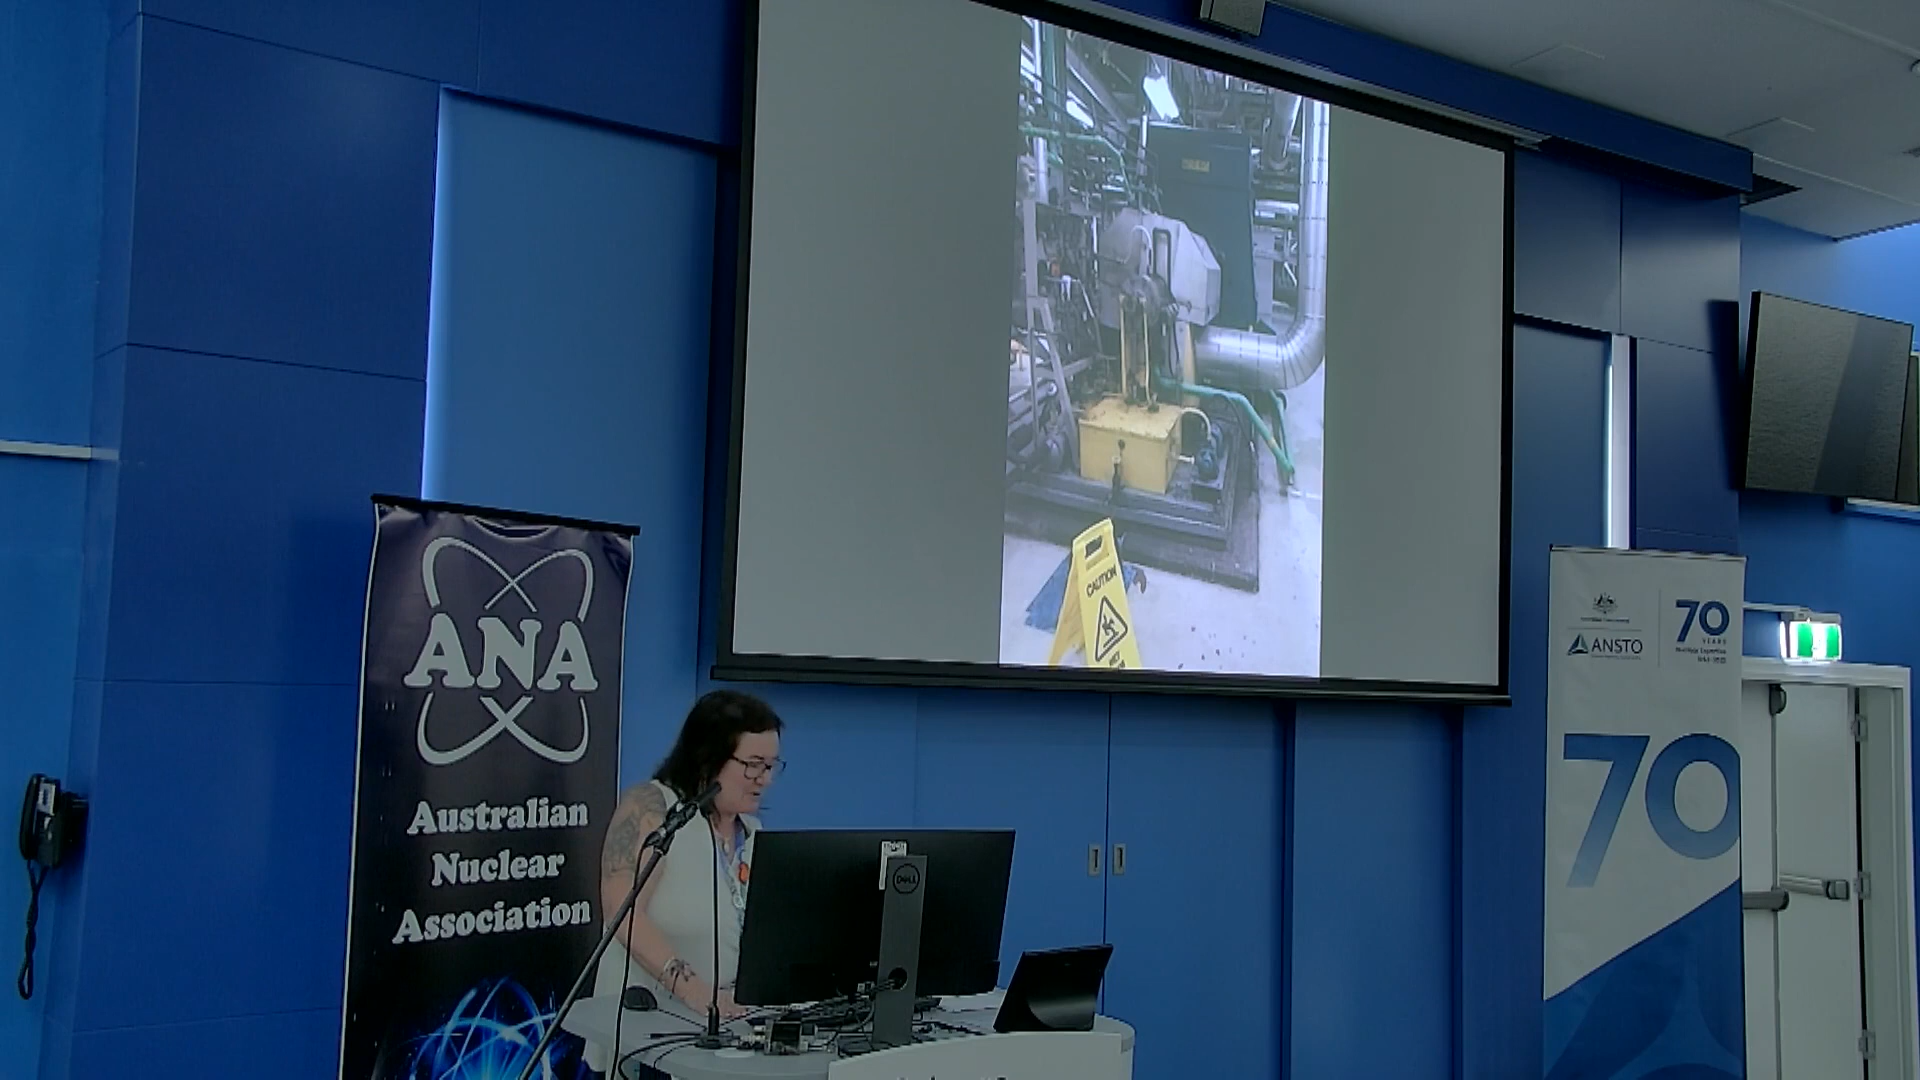 CAUTION
ANA
Australian
Nuclear
Association
DELL
ANSTO
70
YEARS
70